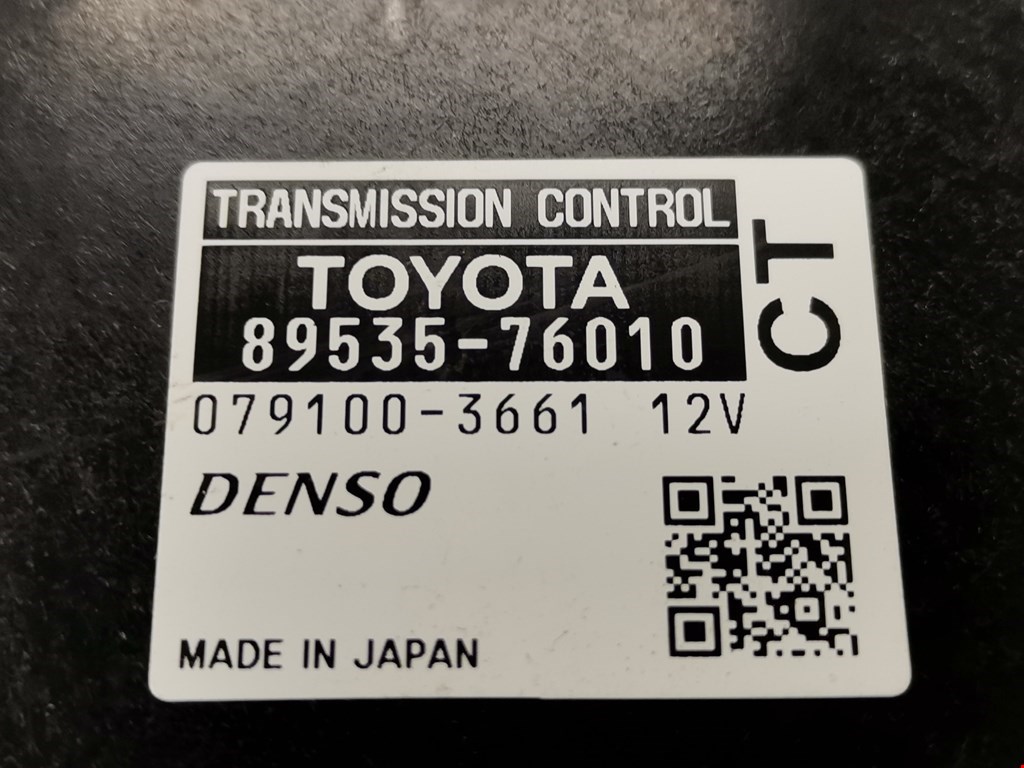 TRANSMISSION CONTROL
TOYOTA
89535-76010
CT
079100-3661 12V
DENSO
MADE IN JAPAN